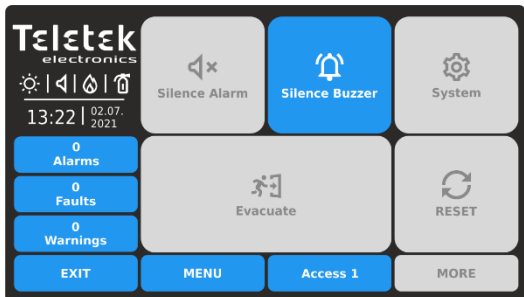 Teletek
electronics
13:22
02.07.
2021
Silence Alarm
Silence Buzzer
System
0
Alarms
0
Faults
0
Warnings
Evacuate
RESET
EXIT
MENU
Access 1
MORE